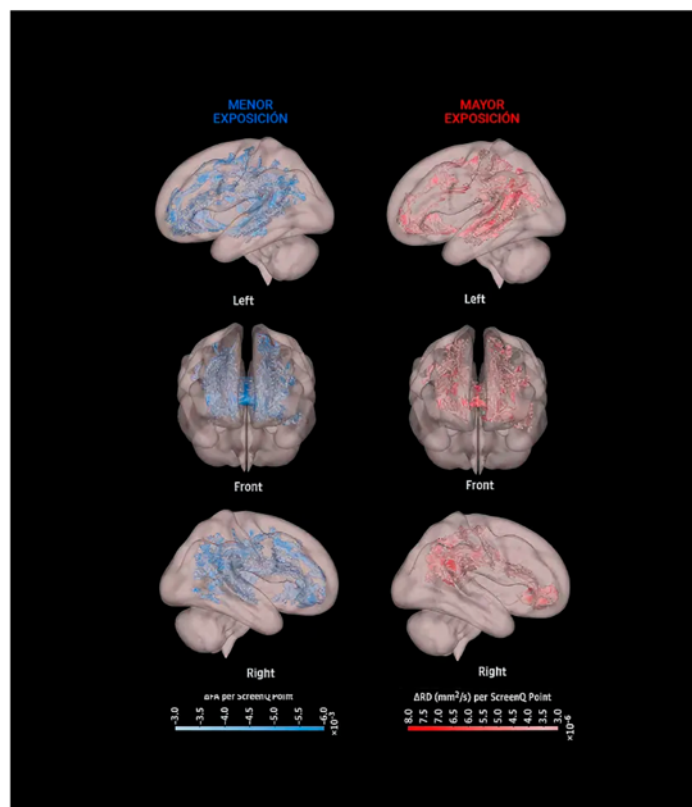 MENOR
EXPOSICIÓN
MAYOR
EXPOSICIÓN
Left
Left
Front
Front
Right
Right
ΔFA per ScreenQ Point
-3.0
-3.5
-4.0
-4.5
-5.0
-5.5
-6.0
×10⁻³
ΔRD (mm²/s) per ScreenQ Point
8.0
7.5
7.0
6.5
6.0
5.5
5.0
4.5
4.0
3.5
3.0
×10⁻⁶